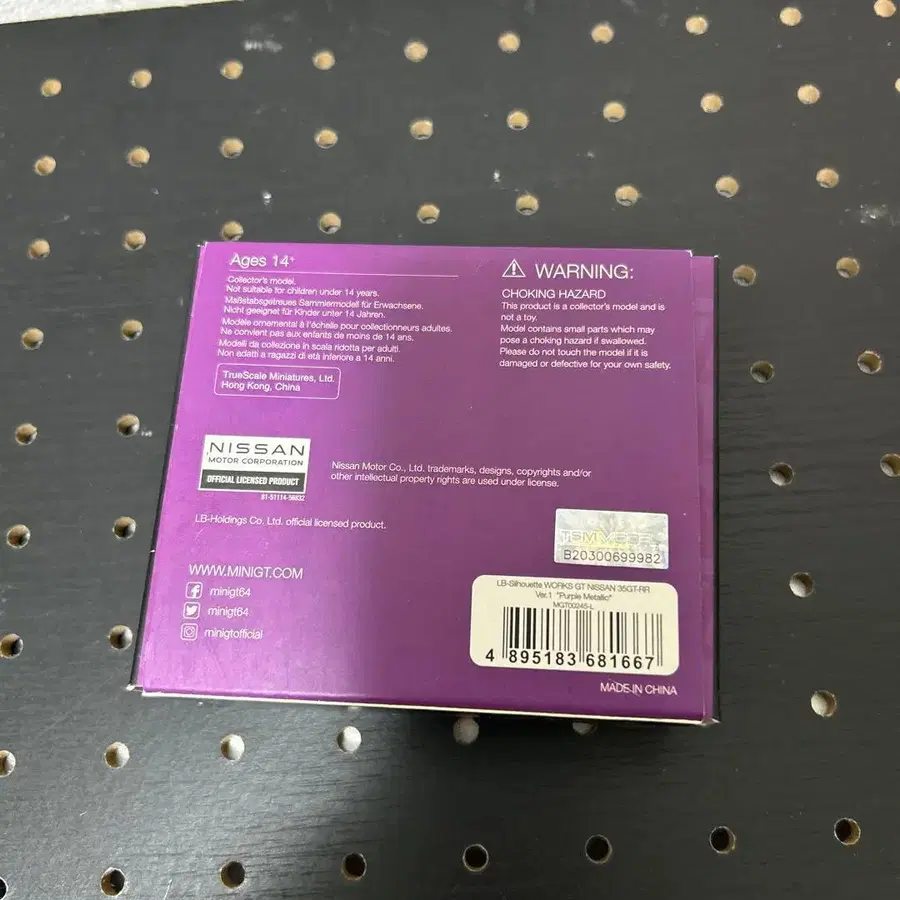 Ages 14+
Collector's model.
Not suitable for children under 14 years.
Maßstabsgetreues Sammlermodell für Erwachsene.
Nicht geeignet für Kinder unter 14 Jahren.
Modèle ornemental à l'échelle pour collectionneurs adultes.
Ne convient pas aux enfants de moins de 14 ans.
Modelli da collezione in scala ridotta per adulti.
Non adatti a ragazzi di età inferiore a 14 anni.
TrueScale Miniatures, Ltd.
Hong Kong, China
WARNING:
CHOKING HAZARD
This product is a collector's model and is
not a toy.
Model contains small parts which may
pose a choking hazard if swallowed.
Please do not touch the model if it is
damaged or defective for your own safety.
NISSAN
MOTOR CORPORATION
OFFICIAL LICENSED PRODUCT
81-51114-56832
Nissan Motor Co., Ltd. trademarks, designs, copyrights and/or
other intellectual property rights are used under license.
LB-Holdings Co. Ltd. official licensed product.
B20300699982
WWW.MINIGT.COM
minigt64
minigt64
minigtofficial
LB-Silhouette WORKS GT NISSAN 35GT-RR
Ver.1 "Purple Metallic"
MGT00245-L
4 895183 681667
MADE IN CHINA